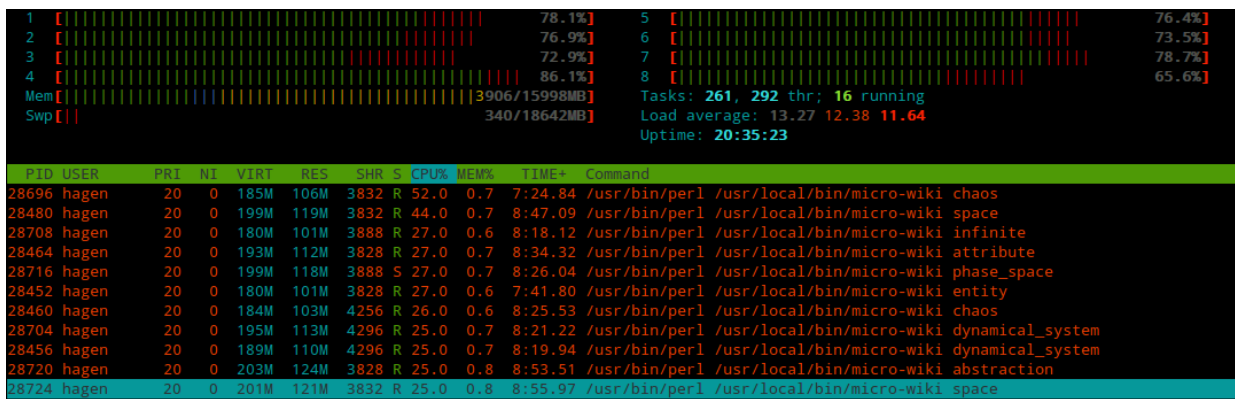 1 [ 78.1%] 5 [ 76.4%]
2 [ 76.9%] 6 [ 73.5%]
3 [ 72.9%] 7 [ 78.7%]
4 [ 86.1%] 8 [ 65.6%]
Mem[ 3906/15998MB] Tasks: 261, 292 thr; 16 running
Swp[ 340/18642MB] Load average: 13.27 12.38 11.64
Uptime: 20:35:23
PID USER PRI NI VIRT RES SHR S CPU% MEM% TIME+ Command
28696 hagen 20 0 185M 106M 3832 R 52.0 0.7 7:24.84 /usr/bin/perl /usr/local/bin/micro-wiki chaos
28480 hagen 20 0 199M 119M 3832 R 44.0 0.7 8:47.09 /usr/bin/perl /usr/local/bin/micro-wiki space
28708 hagen 20 0 180M 101M 3888 R 27.0 0.6 8:18.12 /usr/bin/perl /usr/local/bin/micro-wiki infinite
28464 hagen 20 0 193M 112M 3828 R 27.0 0.7 8:34.32 /usr/bin/perl /usr/local/bin/micro-wiki attribute
28716 hagen 20 0 199M 118M 3888 S 27.0 0.7 8:26.04 /usr/bin/perl /usr/local/bin/micro-wiki phase_space
28452 hagen 20 0 180M 101M 3828 R 27.0 0.6 7:41.80 /usr/bin/perl /usr/local/bin/micro-wiki entity
28460 hagen 20 0 184M 103M 4256 R 26.0 0.6 8:25.53 /usr/bin/perl /usr/local/bin/micro-wiki chaos
28704 hagen 20 0 195M 113M 4296 R 25.0 0.7 8:21.22 /usr/bin/perl /usr/local/bin/micro-wiki dynamical_system
28456 hagen 20 0 189M 110M 4296 R 25.0 0.7 8:19.94 /usr/bin/perl /usr/local/bin/micro-wiki dynamical_system
28720 hagen 20 0 203M 124M 3828 R 25.0 0.8 8:53.51 /usr/bin/perl /usr/local/bin/micro-wiki abstraction
28724 hagen 20 0 201M 121M 3832 R 25.0 0.8 8:55.97 /usr/bin/perl /usr/local/bin/micro-wiki space